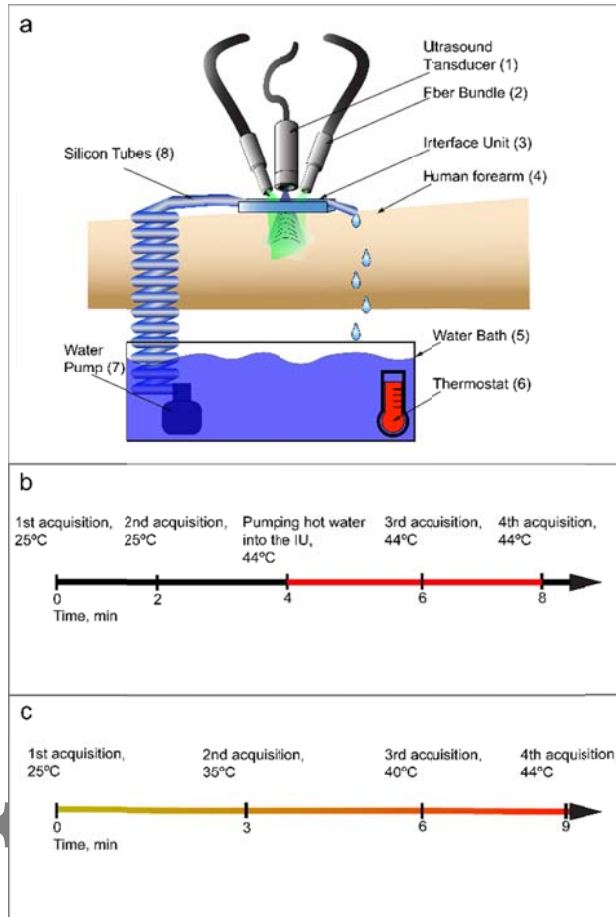 a
Ultrasound
Transducer (1)
Fber Bundle (2)
Irterface Unit (3)
Human forearm (4)
Silicon Tubes (8)
Water Bath (5)
Water
Pump (7)
Thermostat (6)
b
1st acquisition,
25ºC
2nd acquisition,
25ºC
Pumping hot water
into the IU,
44ºC
3rd acquisition,
44ºC
4th acquisition,
44ºC
0
2
4
6
8
Time, min
c
1st acquisition,
25ºC
2nd acquisition,
35ºC
3rd acquisition,
40ºC
4th acquisition
44ºC
0
3
6
9
Time, min